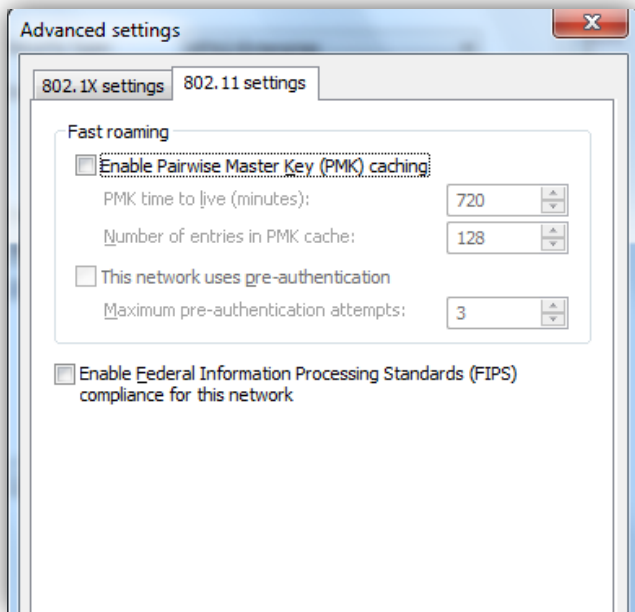 Advanced settings
802.1X settings
802.11 settings
Fast roaming
Enable Pairwise Master Key (PMK) caching
PMK time to live (minutes):
720
Number of entries in PMK cache:
128
This network uses pre-authentication
Maximum pre-authentication attempts:
3
Enable Federal Information Processing Standards (FIPS)
compliance for this network